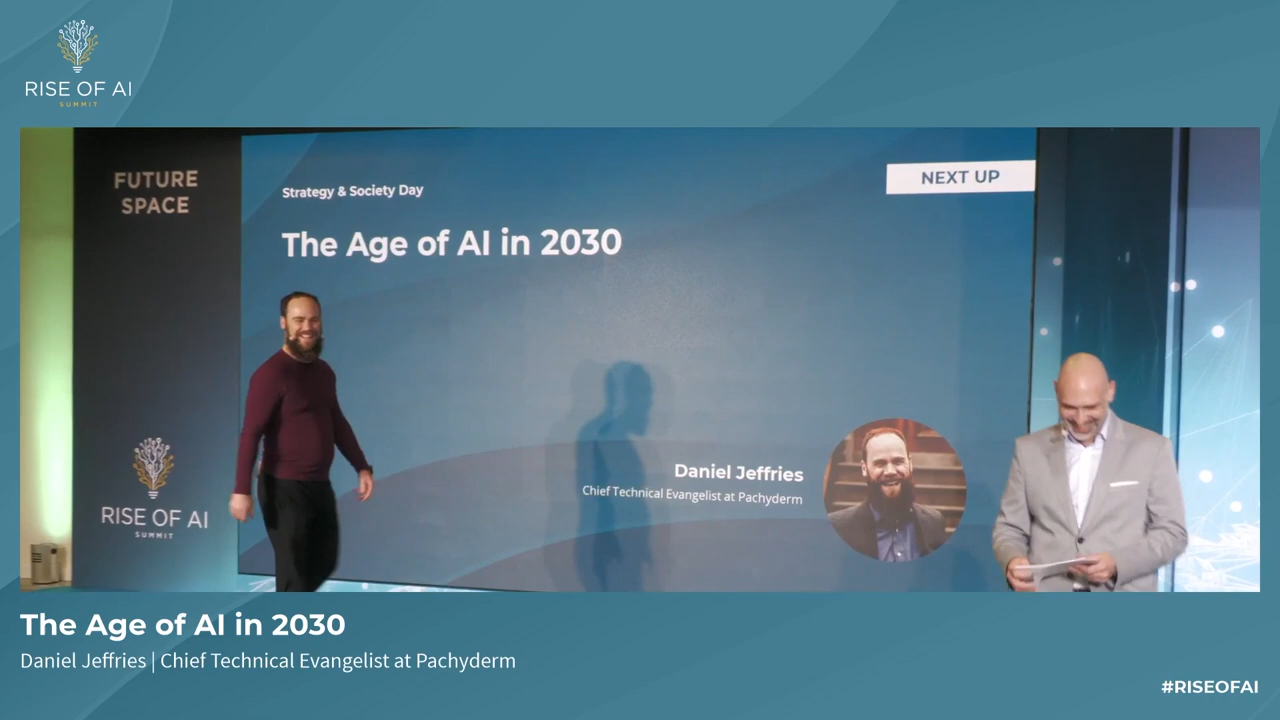 RISE OF AI
SUMMIT
FUTURE
SPACE
Strategy & Society Day
NEXT UP
The Age of AI in 2030
Daniel Jeffries
Chief Technical Evangelist at Pachyderm
RISE OF AI
SUMMIT
The Age of AI in 2030
Daniel Jeffries | Chief Technical Evangelist at Pachyderm
#RISEOFAI